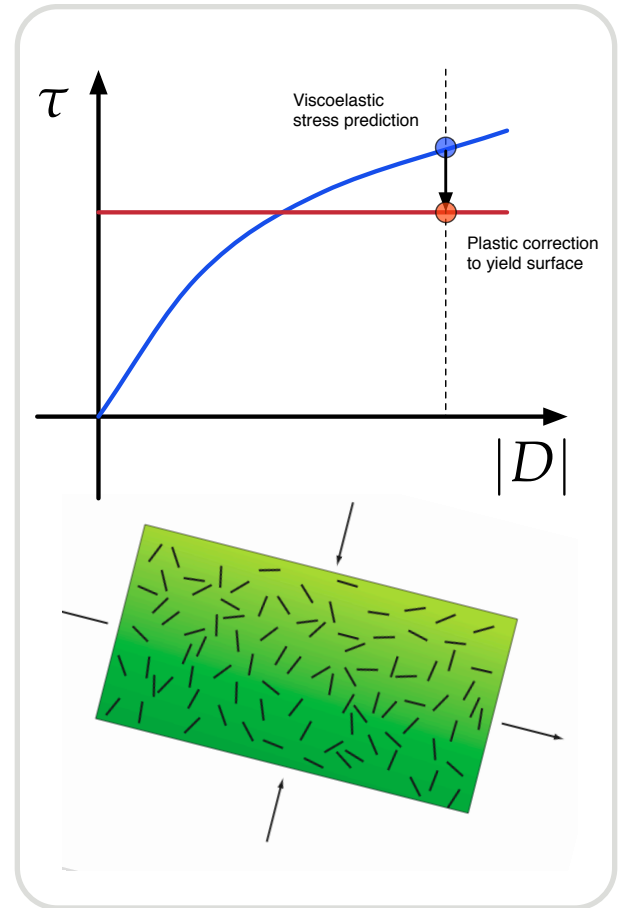 τ
Viscoelastic
stress prediction
Plastic correction
to yield surface
|D|